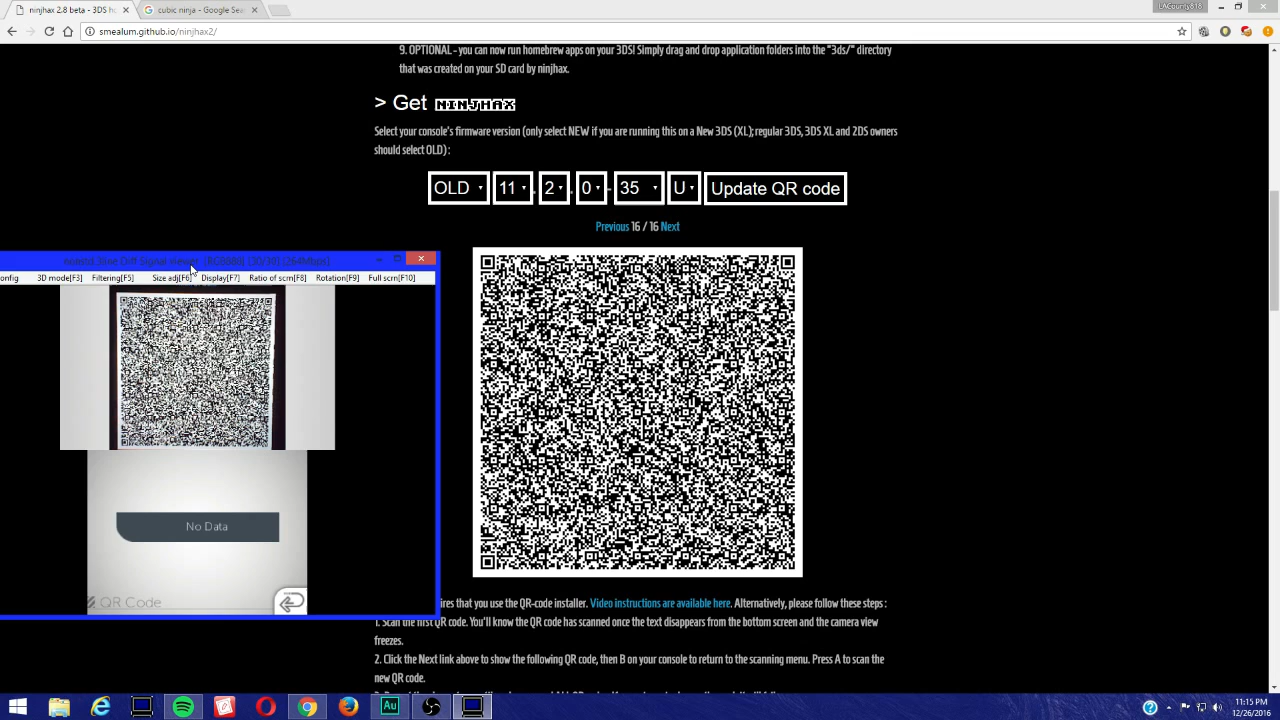 ninjhax 2.8 beta - 3DS ho
cubic ninja - Google Sea
LACounty818
smealum.github.io/ninjhax2/
9. OPTIONAL - you can now run homebrew apps on your 3DS! Simply drag and drop application folders into the "3ds/" directory
that was created on your SD card by ninjhax.
> Get NINJHAX
Select your console's firmware version (only select NEW if you are running this on a New 3DS (XL); regular 3DS, 3DS XL and 2DS owners
should select OLD) :
OLD 11 . 2 . 0 - 35 U Update QR code
Previous 16 / 16 Next
nonstd_3line Diff Signal viewer
onfig 3D mode[F3] Filtering[F5] Size adj[F6] Display[F7] Ratio of scrn[F8] Rotation[F9] Full scrn[F10]
No Data
QR Code
ires that you use the QR-code installer. Video instructions are available here. Alternatively, please follow these steps :
1. Scan the first QR code. You'll know the QR code has scanned once the text disappears from the bottom screen and the camera view
freezes.
2. Click the Next link above to show the following QR code, then B on your console to return to the scanning menu. Press A to scan the
new QR code.
Au
11:15 PM
12/26/2016